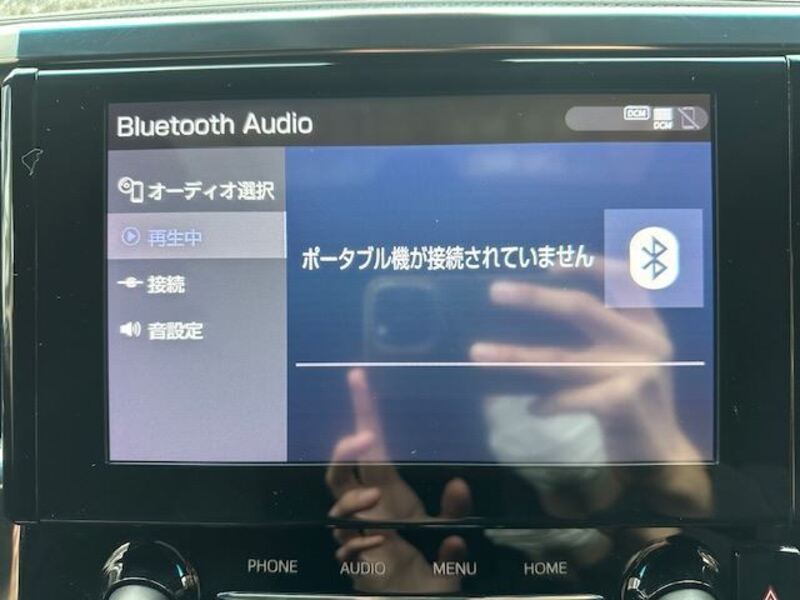 Bluetooth Audio
DCM
DCM
オーディオ選択
再生中
接続
音設定
ポータブル機が接続されていません
PHONE AUDIO MENU HOME